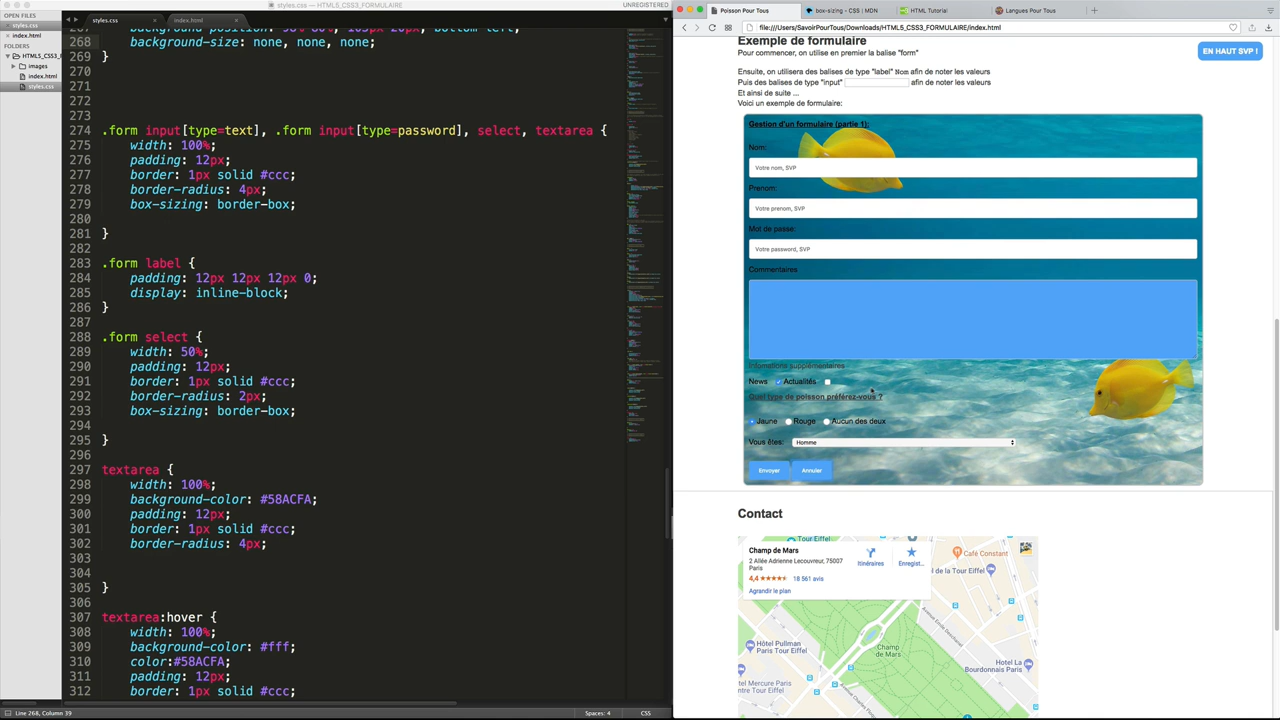 styles.css — HTML5_CSS3_FORMULAIRE
UNREGISTERED
OPEN FILES
styles.css
index.html
FOLDERS
HTML5_CSS3_
images
index.html
styles.css
styles.css
index.html
268 background-size: none, none, none;
269 }
270
271
272
273
274 .form input[type=text], .form input[type=password], select, textarea {
275 width: 100%;
276 padding: 12px;
277 border: 1px solid #ccc;
278 border-radius: 4px;
279 box-sizing: border-box;
280
281 }
282
283 .form label {
284 padding: 12px 12px 12px 0;
285 display: inline-block;
286 }
287
288 .form select {
289 width: 50%;
290 padding: 12px;
291 border: 1px solid #ccc;
292 border-radius: 2px;
293 box-sizing: border-box;
294
295 }
296
297 textarea {
298 width: 100%;
299 background-color: #58ACFA;
300 padding: 12px;
301 border: 1px solid #ccc;
302 border-radius: 4px;
303
304
305 }
306
307 textarea:hover {
308 width: 100%;
309 background-color: #fff;
310 color:#58ACFA;
311 padding: 12px;
312 border: 1px solid #ccc;
Line 268, Column 39
Spaces: 4
CSS
Poisson Pour Tous
box-sizing - CSS | MDN
HTML Tutorial
Langues Pour Tous
file:///Users/SavoirPourTous/Downloads/HTML5_CSS3_FORMULAIRE/index.html
EN HAUT SVP !
Exemple de formulaire
Pour commencer, on utilise en premier la balise "form"
Ensuite, on utilisera des balises de type "label" Nom afin de noter les valeurs
Puis des balises de type "input" afin de noter les valeurs
Et ainsi de suite ...
Voici un exemple de formulaire:
Gestion d'un formulaire (partie 1):
Nom:
Votre nom, SVP
Prenom:
Votre prenom, SVP
Mot de passe:
Votre password, SVP
Commentaires
Infomations supplémentaires
News Actualités
Quel type de poisson préférez-vous ?
Jaune Rouge Aucun des deux
Vous êtes: Homme
Envoyer Annuler
Contact
Champ de Mars
2 Allée Adrienne Lecouvreur, 75007
Paris
4,4 18 561 avis
Agrandir le plan
Itinéraires
Enregist...
Tour Eiffel
Café Constant
de la Tour Eiffel
Hôtel Pullman
Paris Tour Eiffel
Champ
de Mars
Hôtel La
Bourdonnais Paris
Hôtel Mercure Paris
Centre Tour Eiffel